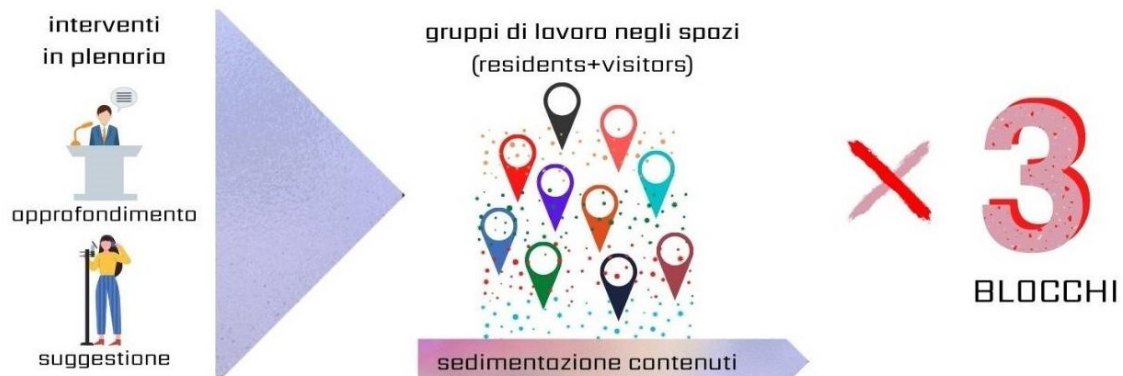 interventi
in plenaria
approfondimento
suggestione
gruppi di lavoro negli spazi
(residents+visitors)
sedimentazione contenuti
X 3
BLOCCHI